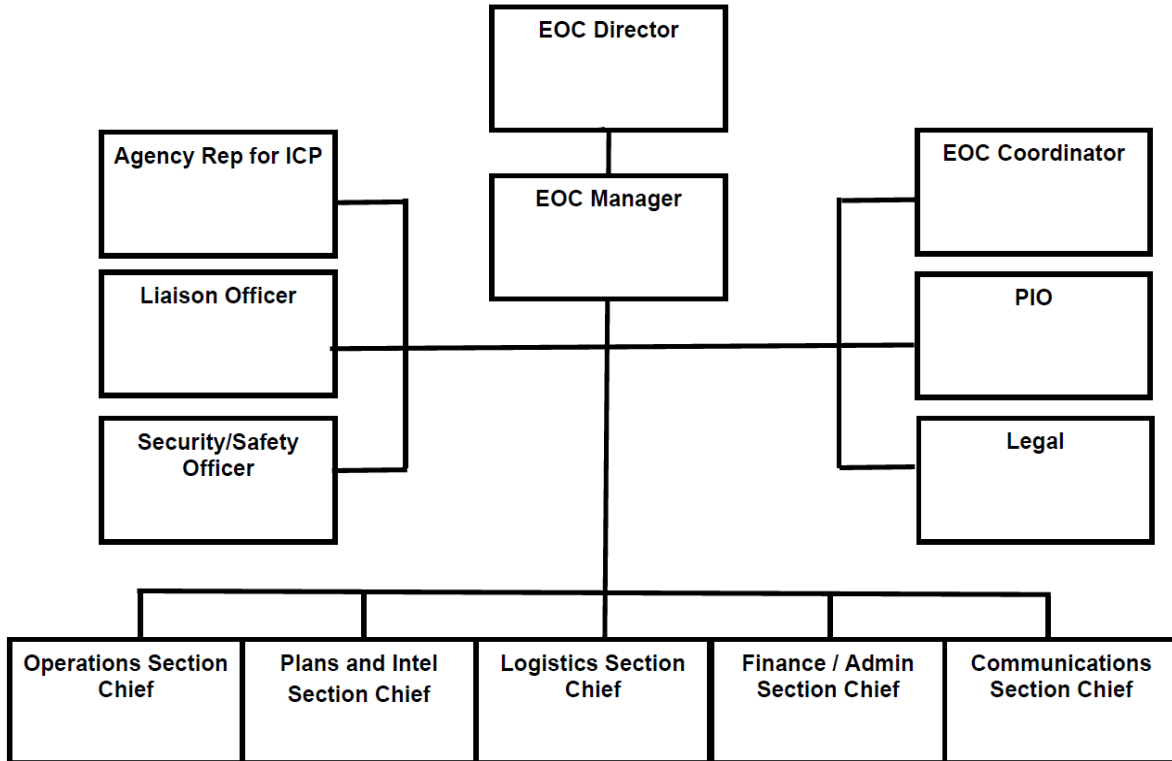 EOC Director
Agency Rep for ICP
EOC Manager
EOC Coordinator
Liaison Officer
PIO
Security/Safety
Officer
Legal
Operations Section
Chief
Plans and Intel
Section Chief
Logistics Section
Chief
Finance / Admin
Section Chief
Communications
Section Chief